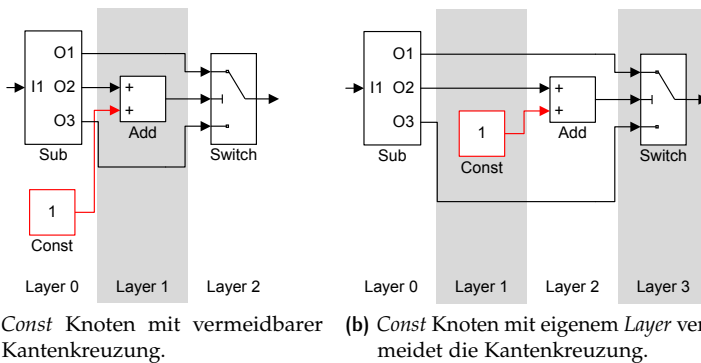 O1
I1 O2
O3
Sub
+
+
Add
Switch
1
Const
Layer 0 Layer 1 Layer 2
Const Knoten mit vermeidbarer
Kantenkreuzung.
O1
I1 O2
O3
Sub
1
Const
+
+
Add
Switch
Layer 0 Layer 1 Layer 2 Layer 3
(b) Const Knoten mit eigenem Layer ver
meidet die Kantenkreuzung.